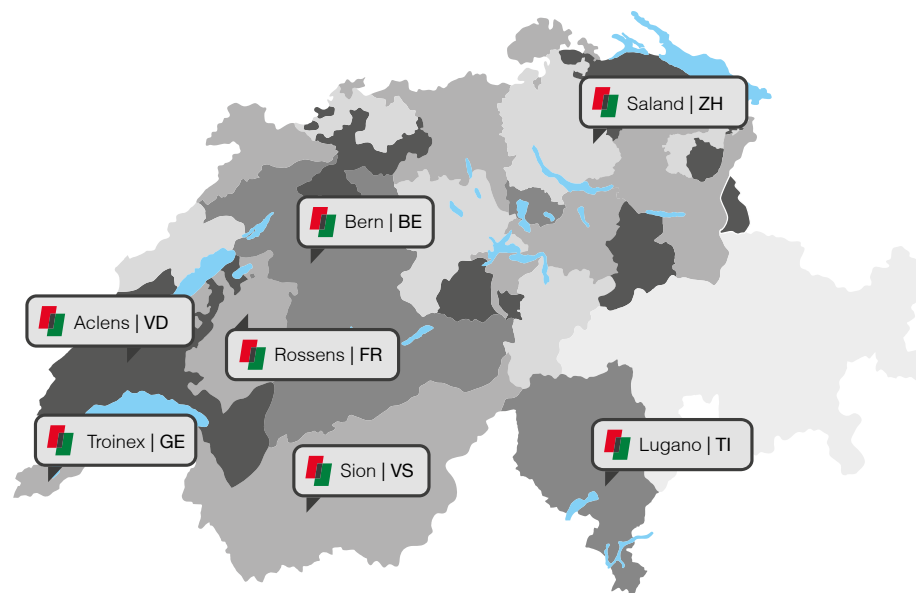 Saland | ZH
Bern | BE
Aclens | VD
Rossens | FR
Troinex | GE
Sion | VS
Lugano | TI